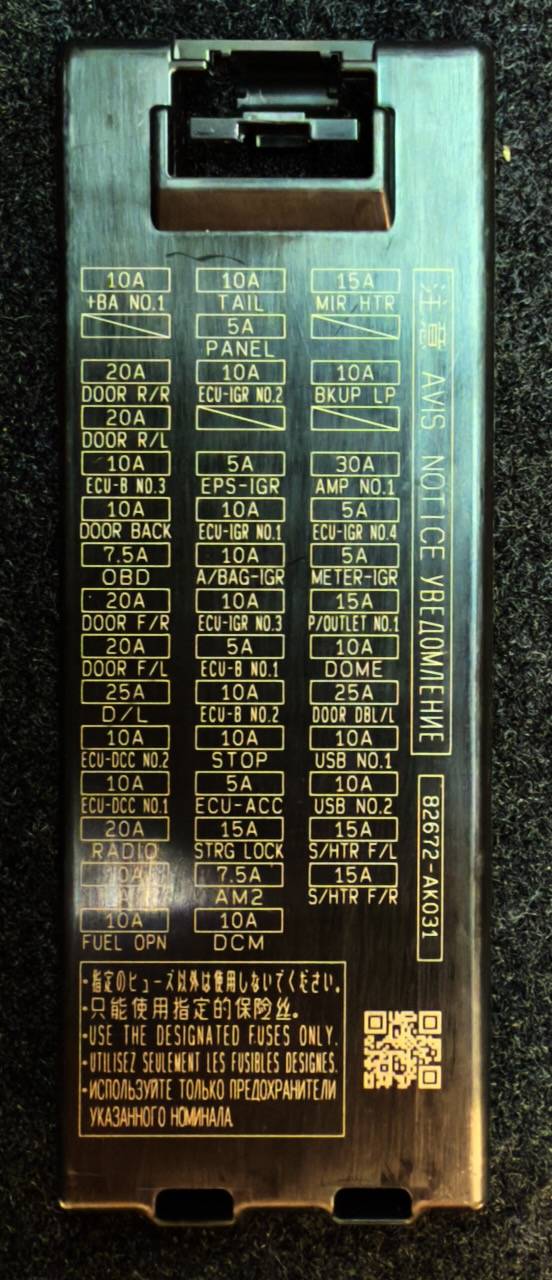 10A 10A 15A
+BA NO.1 TAIL MIR HTR
5A
PANEL
20A 10A 10A
DOOR R/R ECU-IGR NO.2 BKUP LP
20A
DOOR R/L
10A 5A 30A
ECU-B NO.3 EPS-IGR AMP NO.1
10A 10A 5A
DOOR BACK ECU-IGR NO.1 ECU-IGR NO.4
7.5A 10A 5A
OBD A/BAG-IGR METER-IGR
20A 10A 15A
DOOR F/R ECU-IGR NO.3 P/OUTLET NO.1
20A 5A 10A
DOOR F/L ECU-B NO.1 DOME
25A 10A 25A
D/L ECU-B NO.2 DOOR DBL/L
10A 10A 10A
ECU-DCC NO.2 STOP USB NO.1
10A 5A 10A
ECU-DCC NO.1 ECU-ACC USB NO.2
20A 15A 15A
RADIO STRG LOCK S/HTR F/L
10A 7.5A 15A
AM2 S/HTR F/R
10A 10A
FUEL OPN DCM
注意 AVIS NOTICE УВЕДОМЛЕНИЕ
82672-AK031
・指定のヒューズ以外は使用しないでください。
・只能使用指定的保险丝。
・USE THE DESIGNATED FUSES ONLY.
・UTILISEZ SEULEMENT LES FUSIBLES DESIGNES.
・ИСПОЛЬЗУЙТЕ ТОЛЬКО ПРЕДОХРАНИТЕЛИ
УКАЗАННОГО НОМИНАЛА.